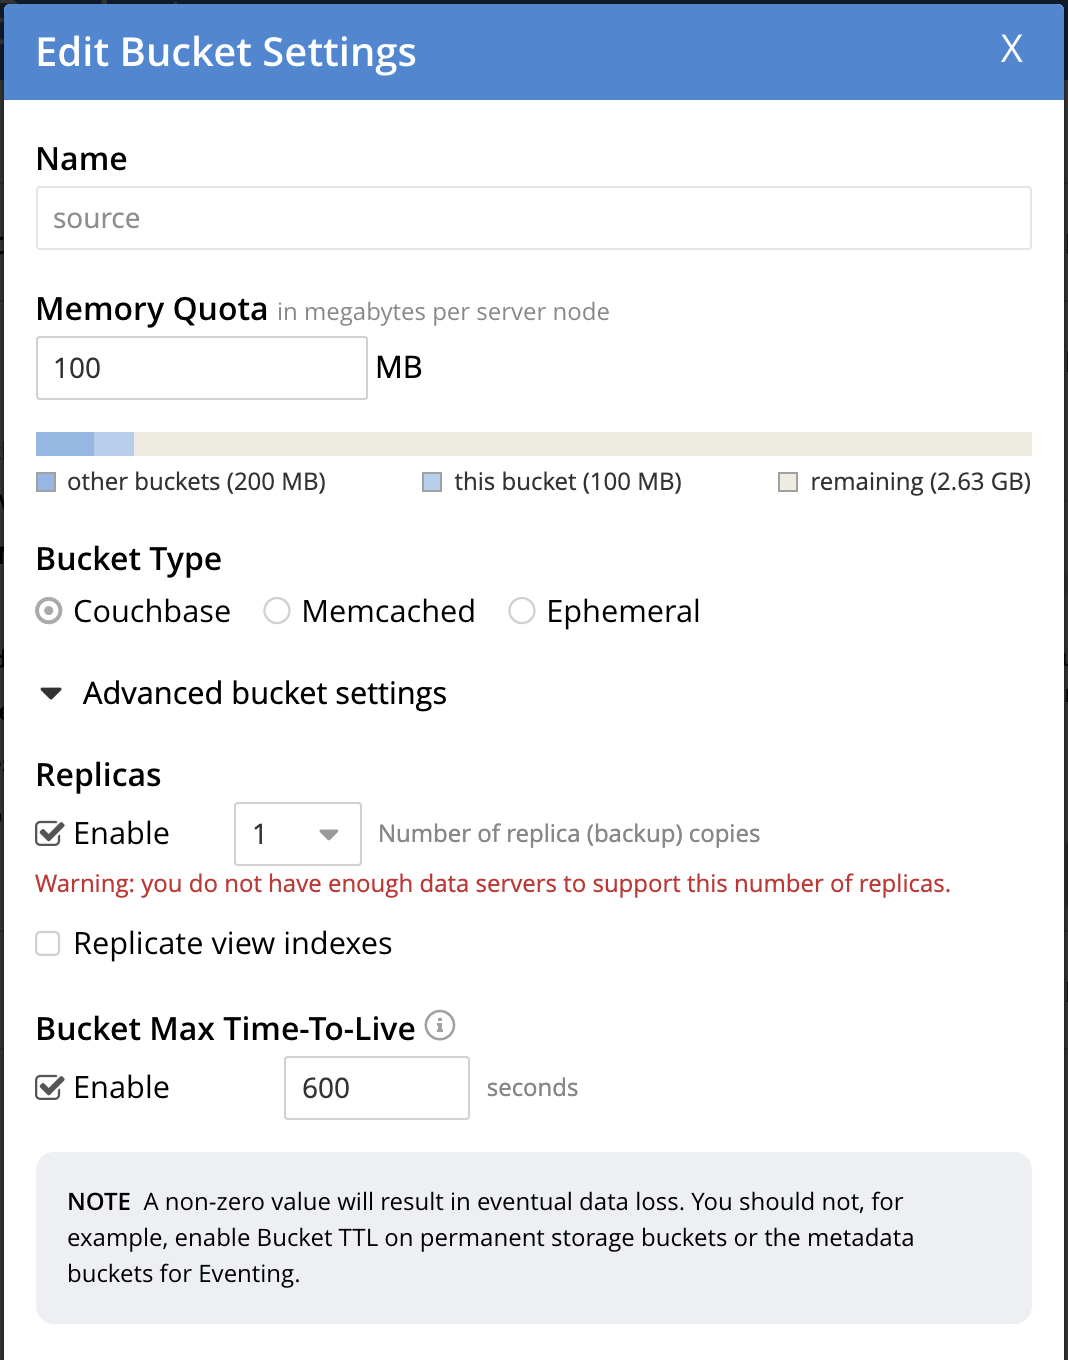 Edit Bucket Settings X
Name
source
Memory Quota in megabytes per server node
100 MB
other buckets (200 MB) this bucket (100 MB) remaining (2.63 GB)
Bucket Type
Couchbase Memcached Ephemeral
Advanced bucket settings
Replicas
Enable 1 Number of replica (backup) copies
Warning: you do not have enough data servers to support this number of replicas.
Replicate view indexes
Bucket Max Time-To-Live
Enable 600 seconds
NOTE A non-zero value will result in eventual data loss. You should not, for
example, enable Bucket TTL on permanent storage buckets or the metadata
buckets for Eventing.